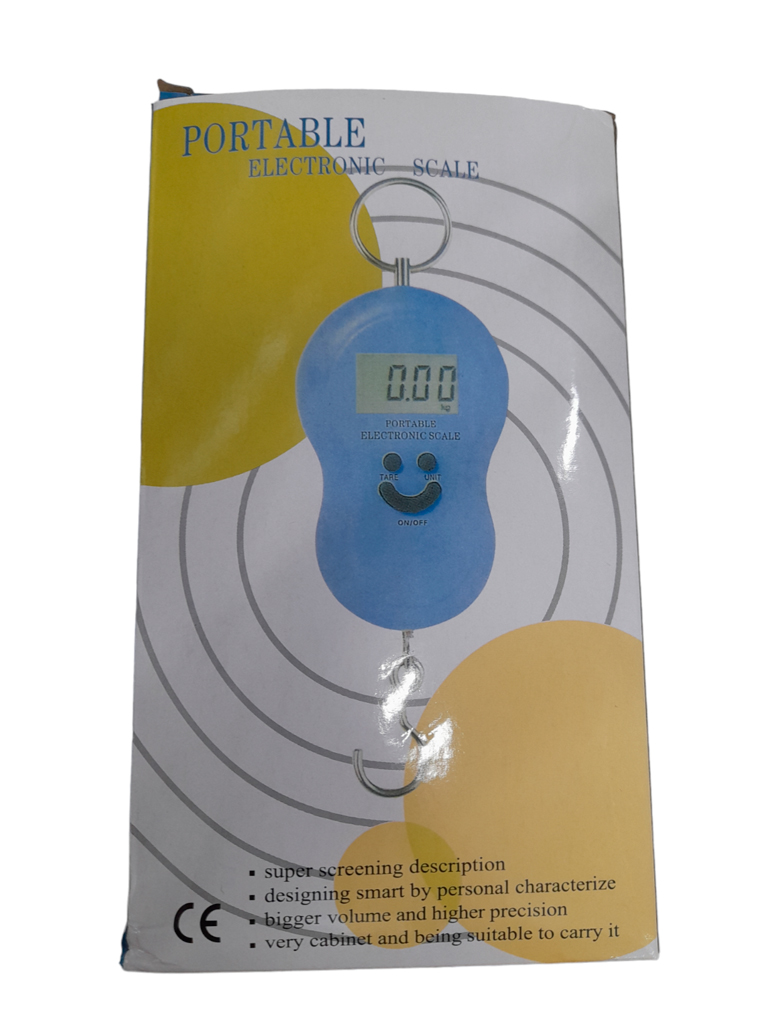 PORTABLE
ELECTRONIC SCALE
0.00
kg
PORTABLE
ELECTRONIC SCALE
TARE UNIT
ON/OFF
▪ super screening description
▪ designing smart by personal characterize
▪ bigger volume and higher precision
▪ very cabinet and being suitable to carry it
CE